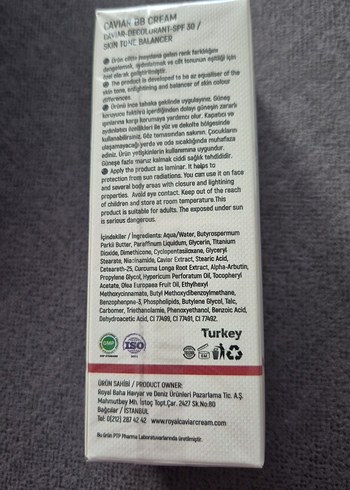 CAVIAR BB CREAM
CAVIAR-DECOLORANT-SPF 30 /
SKIN TONE BALANCER
Ürün ciltte oluşan renk farklılığını
dengelemek, aydınlatmak ve cilt tonunun eşitliği için
The product is developed to be as equaliser of the
skin tone, enlightening and balancer of skin colour
differences.
Ürünü ince tabaka şeklinde uygulayınız. Güneş
koruyucu faktörü içerdiğinden dolayı güneşin zararlı
ışınlarına karşı korumaya yardımcı olur. Kapatıcı ve
aydınlatıcı özellikleri ile yüz ve dekolte bölgesinde
kullanabilirsiniz. Göz temasından sakının. Çocukların
ulaşamayacağı yerde ve oda sıcaklığında muhafaza
ediniz. Ürün yetişkinlerin kullanımına uygundur.
Güneşe fazla maruz kalmak ciddi sağlık tehdididir.
Apply the product as laminar. It helps to
protection from sun radiations. You can use it on face
and several body areas with closure and lightening
properties. Avoid eye contact. Keep out of the reach
of children and store at room temperature.This
product is suitable for adults. The exposed under sun
is serious dangerous.
İçindekiler / Ingredients: Aqua/Water, Butyrospermum
Parkii Butter, Paraffinum Liquidum, Glycerin, Titanium
Dioxide, Dimethicone, Cyclopentasiloxane, Glyceryl
Stearate, Niacinamide, Caviar Extract, Stearic Acid,
Ceteareth-25, Curcuma Longa Root Extract, Alpha-Arbutin,
Propylene Glycol, Hypericum Perforatum Oil, Tocopheryl
Acetate, Olea Europaea Fruit Oil, Ethylhexyl
Methoxycinnamate, Butyl Methoxydibenzoylmethane,
Benzophenone-3, Phospholipids, Butylene Glycol, Talc,
Carbomer, Triethanolamine, Phenoxyethanol, Benzoic Acid,
Dehydroacetic Acid, CI 77499, CI 77491, CI 77492.
Turkey
GMP
ISO
ÜRÜN SAHİBİ / PRODUCT OWNER:
Royal Baha Havyar ve Deniz Ürünleri Pazarlama Tic. A.Ş.
Mahmutbey Mh. İstoç Topt.Çar. 2427 Sk.No:80
Bağcılar / İSTANBUL
Tel: 0(212) 287 42 42 www.royalcaviarcream.com
Bu ürün PTP Pharma Laboratuvarlarında üretilmiştir.